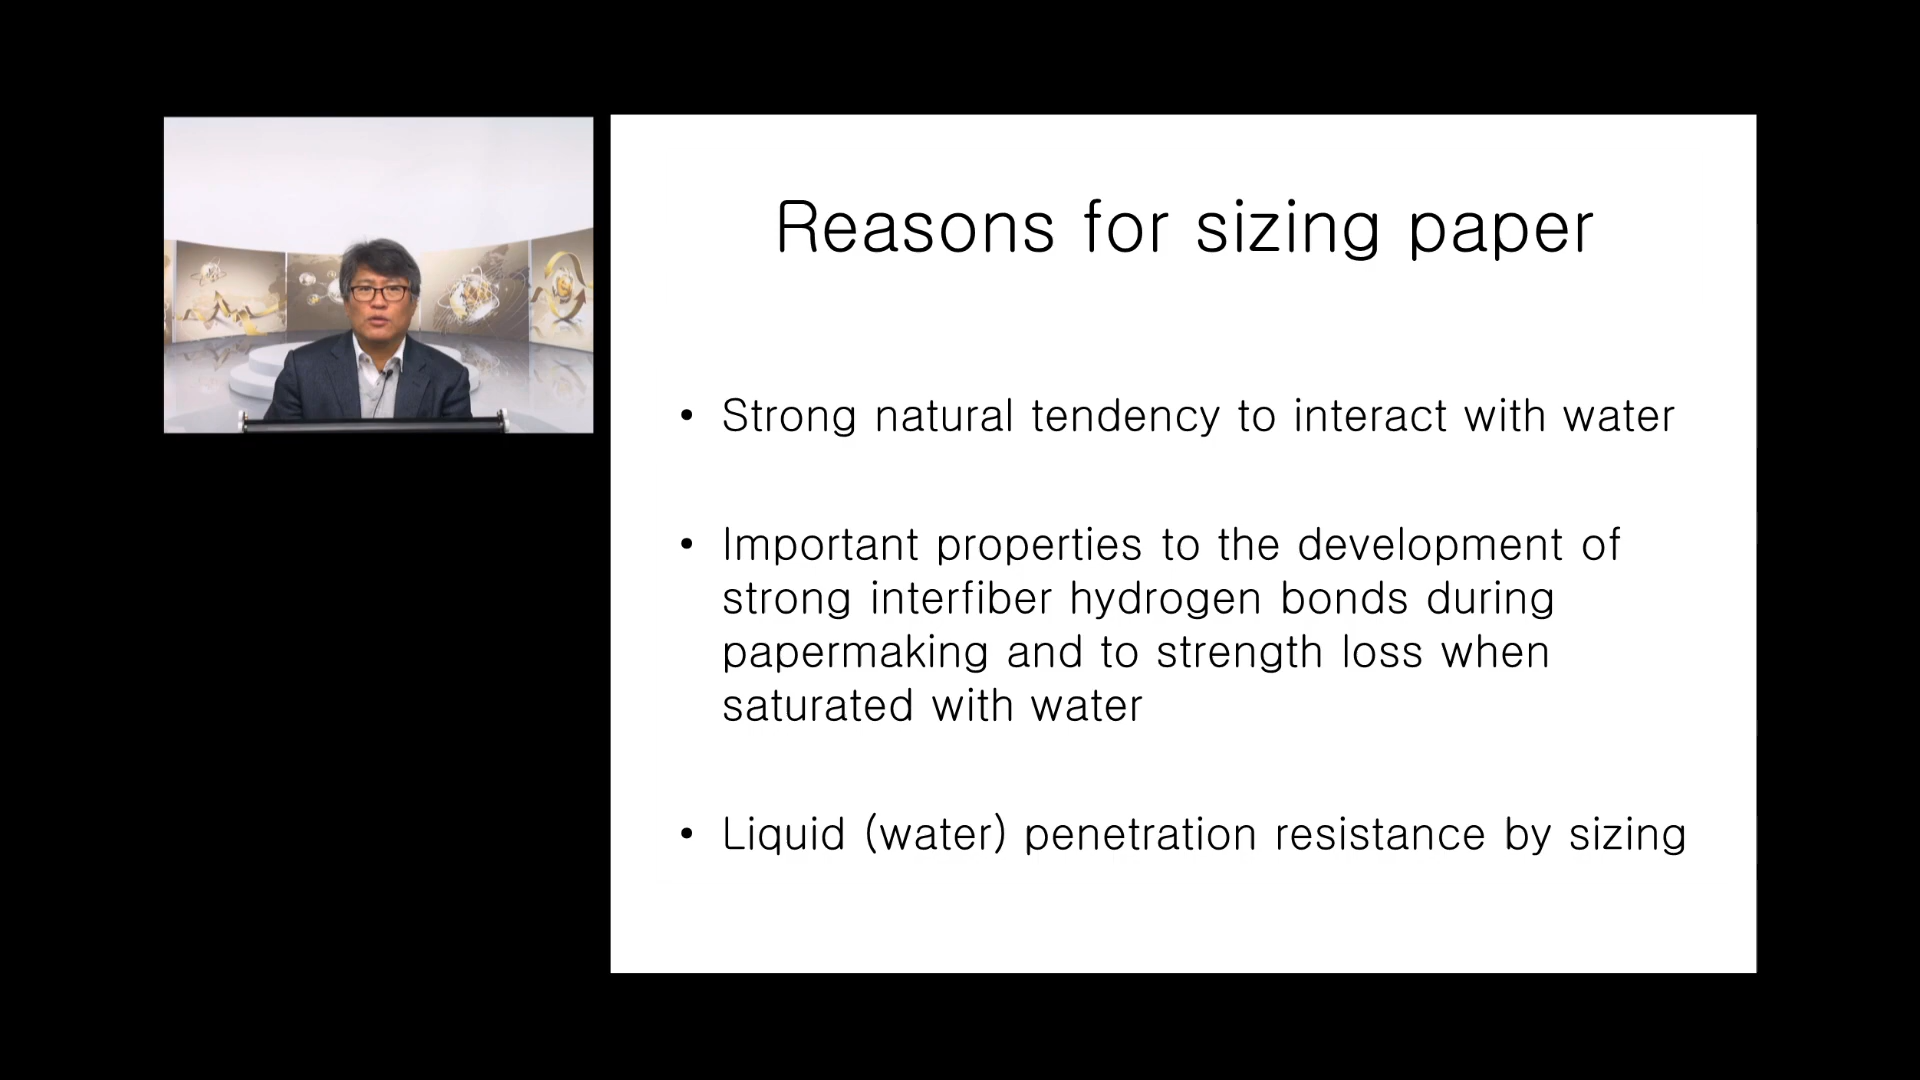 Reasons for sizing paper
• Strong natural tendency to interact with water
• Important properties to the development of
strong interfiber hydrogen bonds during
papermaking and to strength loss when
saturated with water
• Liquid (water) penetration resistance by sizing